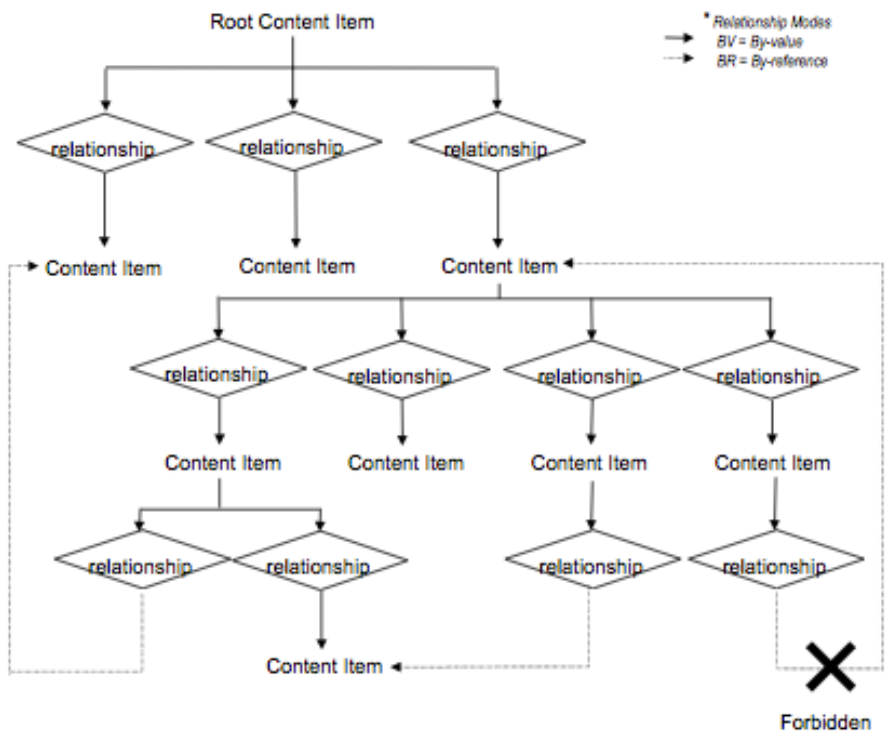 Root Content Item
* Relationship Modes
BV = By-value
BR = By-reference
relationship
relationship
relationship
Content Item
Content Item
Content Item
relationship
relationship
relationship
relationship
Content Item
Content Item
Content Item
Content Item
relationship
relationship
relationship
relationship
Content Item
Forbidden